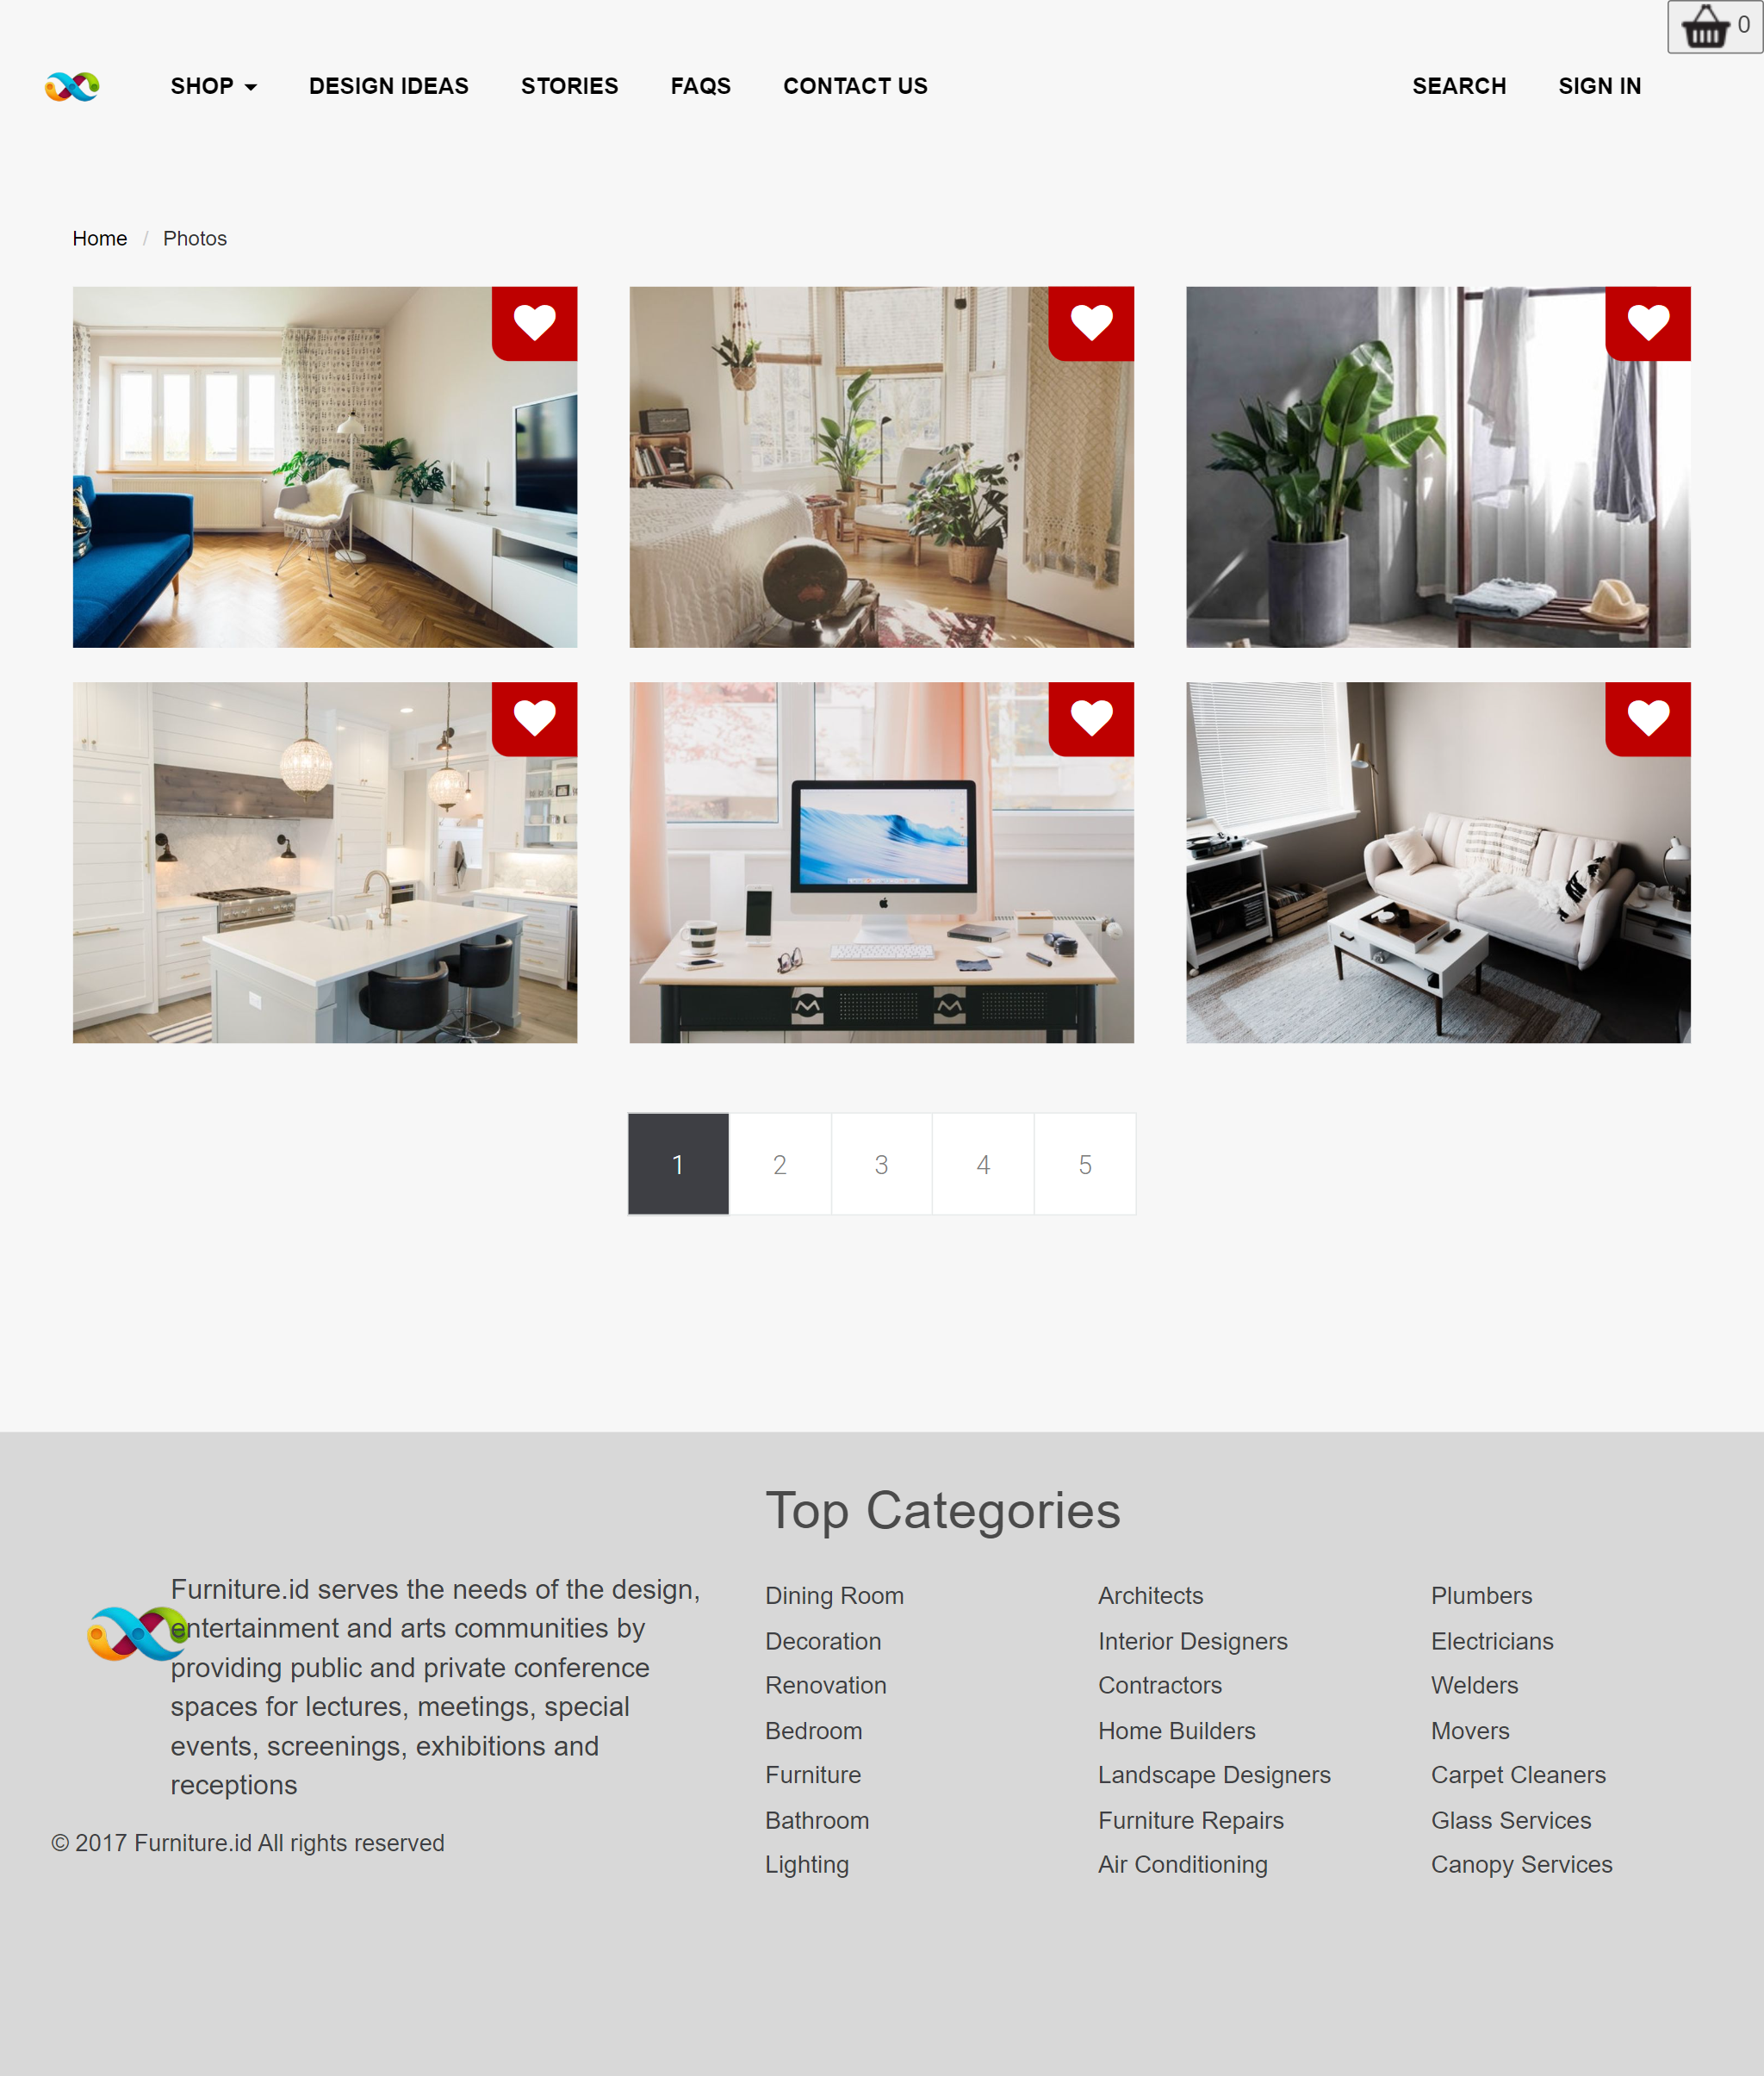 0
SHOP DESIGN IDEAS STORIES FAQS CONTACT US SEARCH SIGN IN
Home / Photos
1 2 3 4 5
Top Categories
Furniture.id serves the needs of the design,
entertainment and arts communities by
providing public and private conference
spaces for lectures, meetings, special
events, screenings, exhibitions and
receptions
© 2017 Furniture.id All rights reserved
Dining Room
Decoration
Renovation
Bedroom
Furniture
Bathroom
Lighting
Architects
Interior Designers
Contractors
Home Builders
Landscape Designers
Furniture Repairs
Air Conditioning
Plumbers
Electricians
Welders
Movers
Carpet Cleaners
Glass Services
Canopy Services